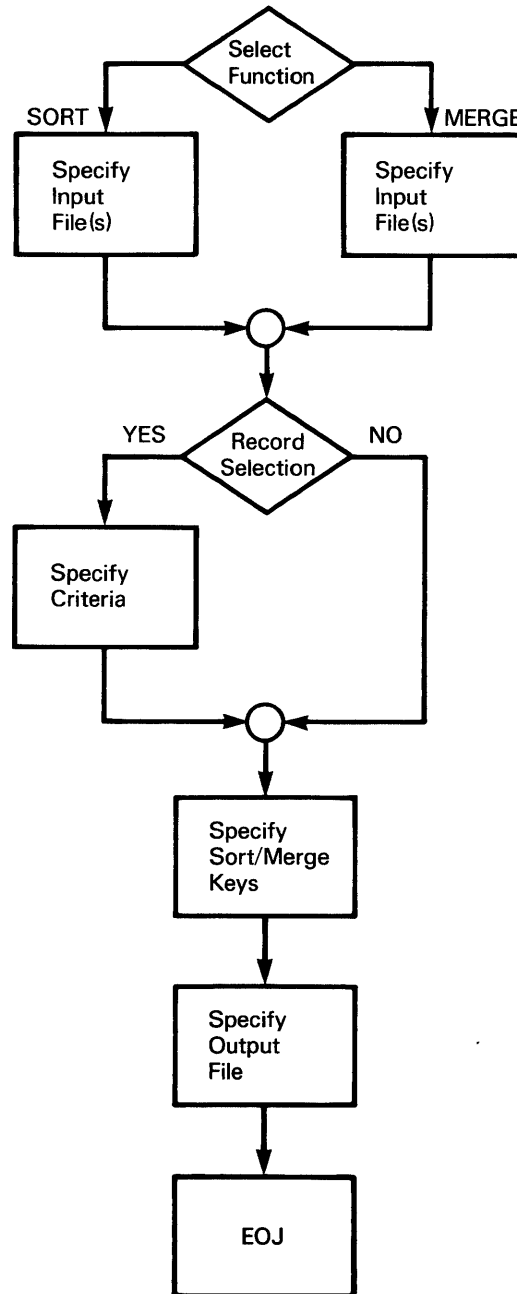 Select
Function
SORT
MERGE
Specify
Input
File(s)
Specify
Input
File(s)
YES
Record
Selection
NO
Specify
Criteria
Specify
Sort/Merge
Keys
Specify
Output
File
EOJ